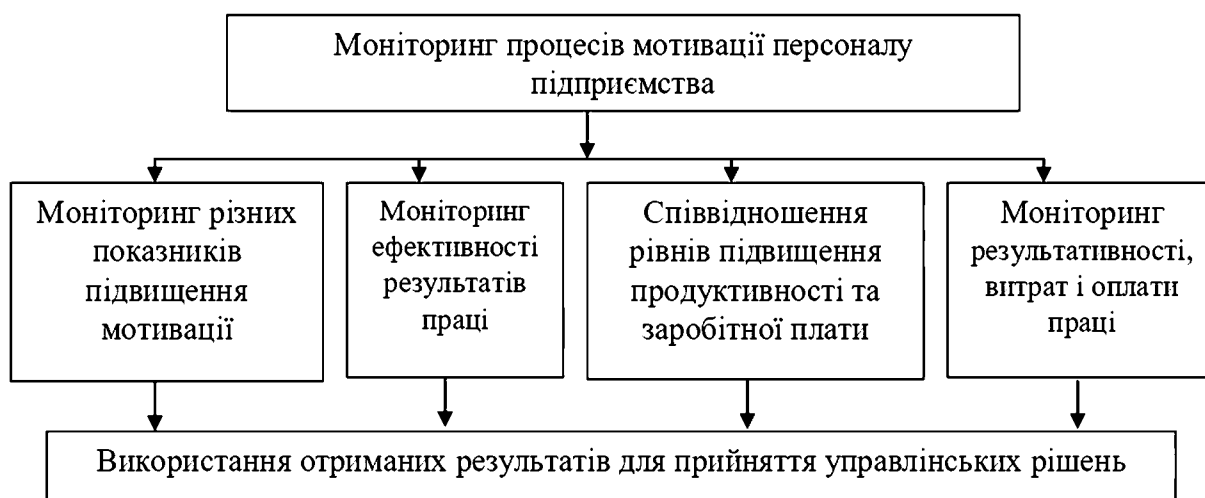 Моніторинг процесів мотивації персоналу
підприємства
Моніторинг різних
показників
підвищення
мотивації
Моніторинг
ефективності
результатів
праці
Співвідношення
рівнів підвищення
продуктивності та
заробітної плати
Моніторинг
результативності,
витрат і оплати
праці
Використання отриманих результатів для прийняття управлінських рішень